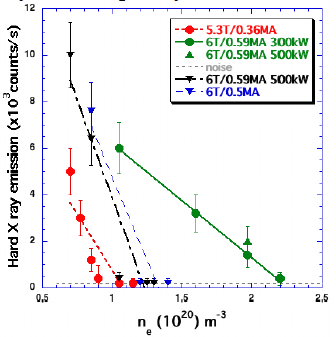 12
10
8
6
4
2
0
Hard X ray emission (x10³counts/s)
5.3T/0.36MA
6T/0.59MA 300kW
6T/0.59MA 500kW
noise
6T/0.59MA 500kW
6T/0.5MA
0,5 1 1,5 2 2,5
nₑ (10²⁰) m⁻³